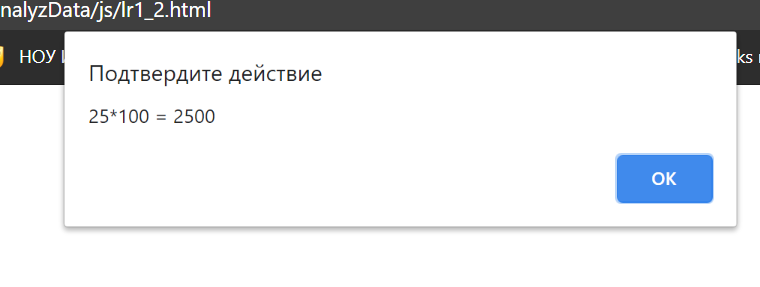 nalyzData/js/lr1_2.html
НОУ
ks
Подтвердите действие
25*100 = 2500
OK